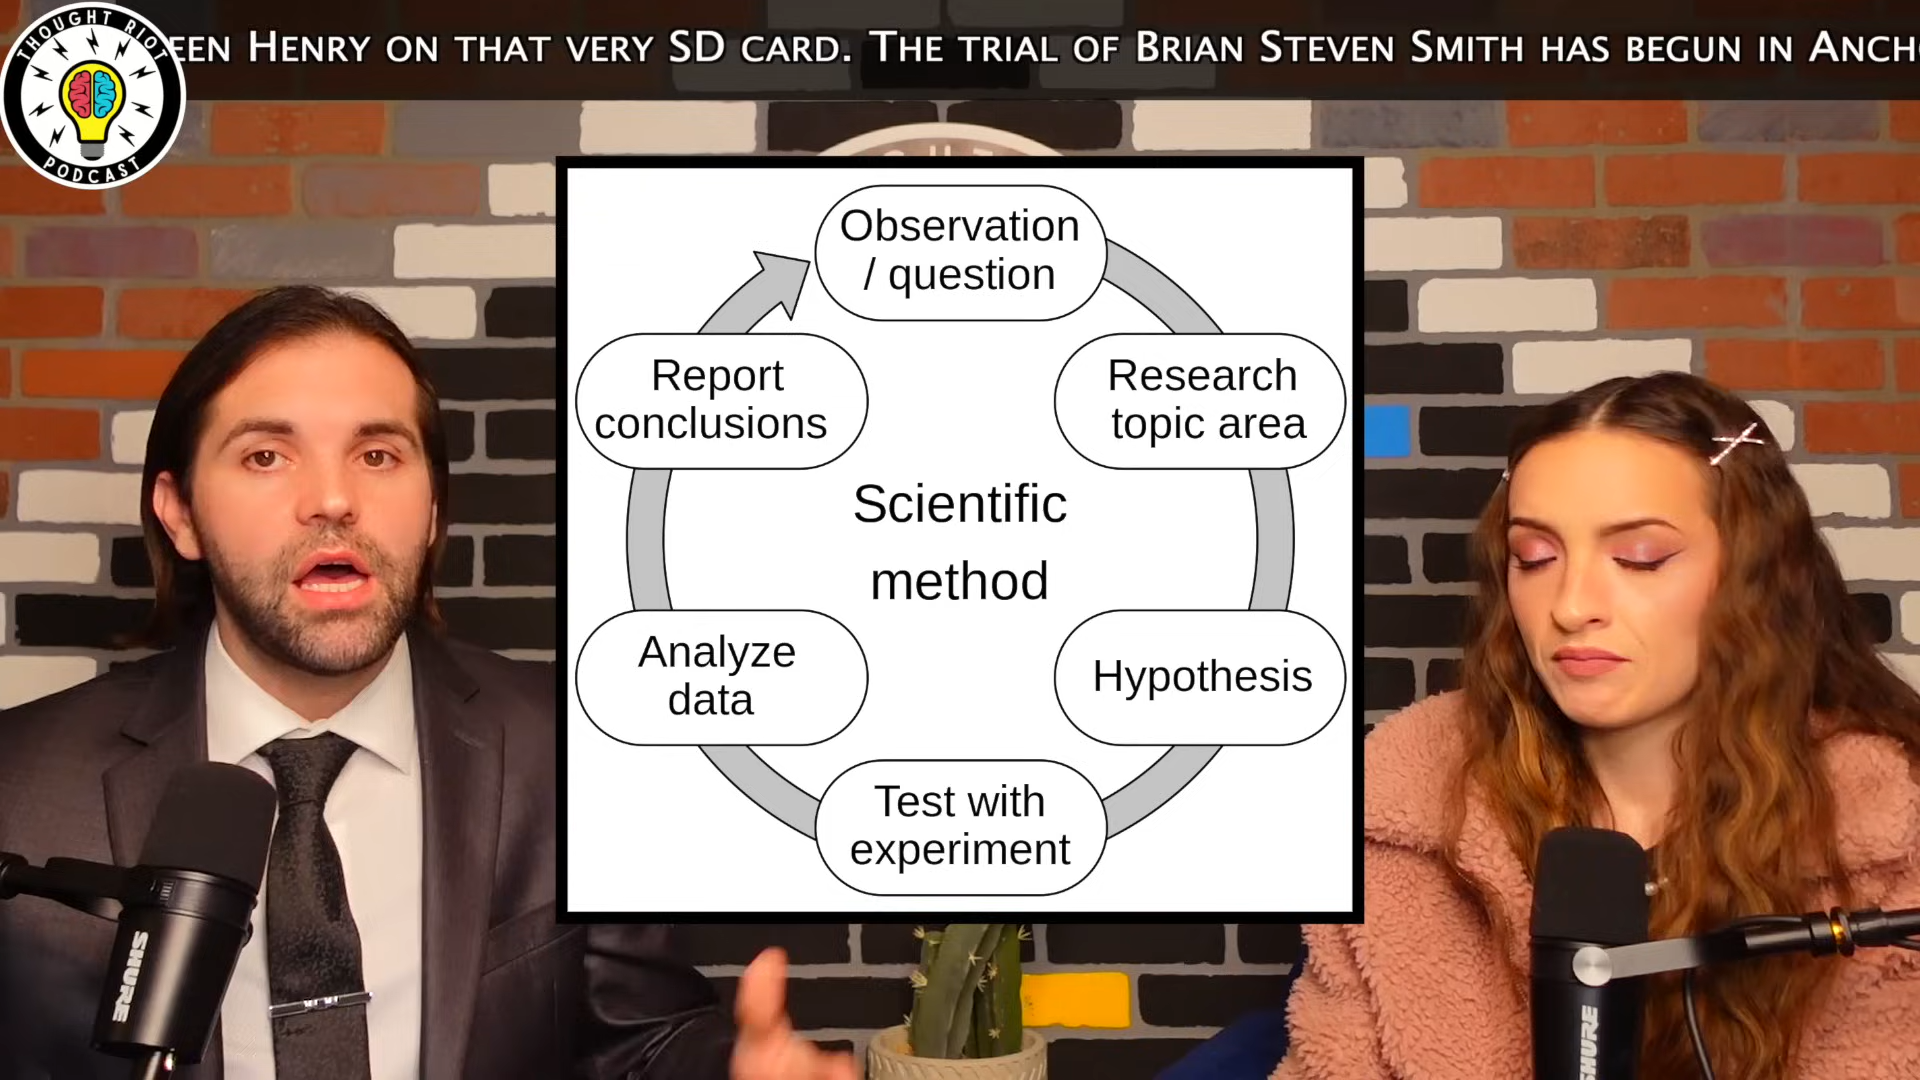 THOUGHT RIOT
PODCAST
EEN HENRY ON THAT VERY SD CARD. THE TRIAL OF BRIAN STEVEN SMITH HAS BEGUN IN ANCH
Observation
/ question
Research
topic area
Hypothesis
Test with
experiment
Analyze
data
Report
conclusions
Scientific
method
SHURE
SHURE